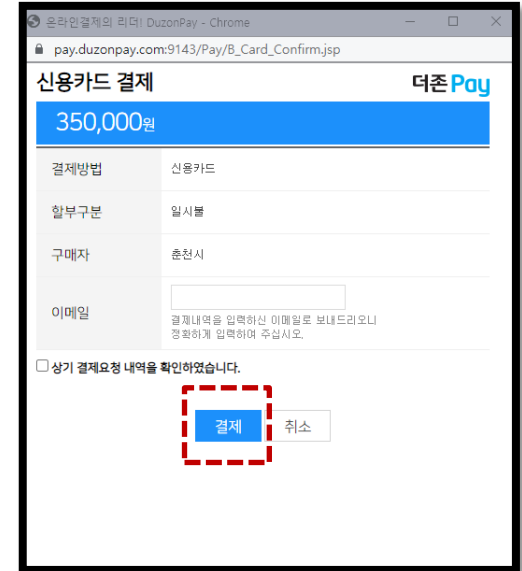 온라인결제의 리더! DuzonPay - Chrome
pay.duzonpay.com:9143/Pay/B_Card_Confirm.jsp
신용카드 결제
더존 Pay
350,000원
결제방법 신용카드
할부구분 일시불
구매자 춘천시
이메일
결제내역을 입력하신 이메일로 보내드리오니
정확하게 입력하여 주십시오.
상기 결제요청 내역을 확인하였습니다.
결제 취소